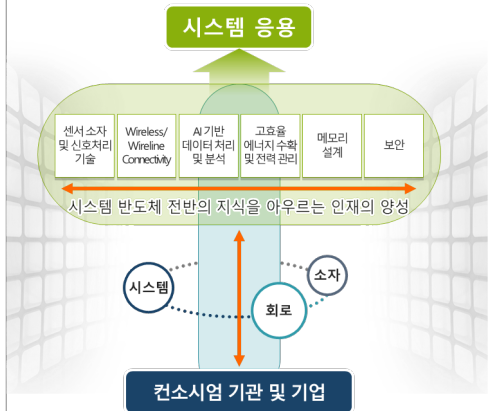 시스템 응용
센서 소자
및 신호처리
기술
Wireless/
Wireline
Connectivity
AI 기반
데이터 처리
및 분석
고효율
에너지 수확
및 전력 관리
메모리
설계
보안
시스템 반도체 전반의 지식을 아우르는 인재의 양성
시스템
소자
회로
컨소시엄 기관 및 기업